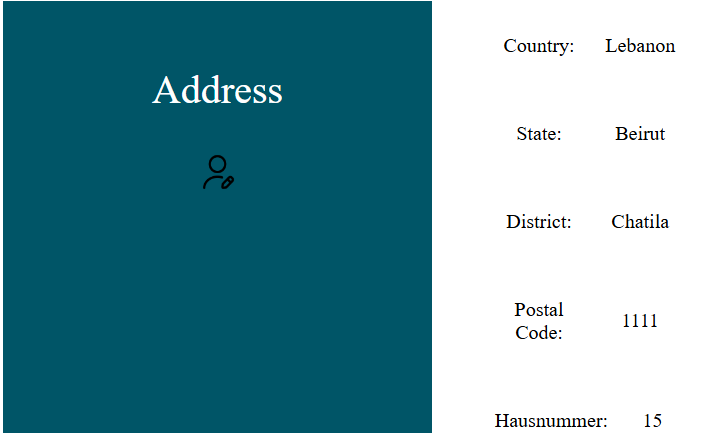 Address
Country: Lebanon
State: Beirut
District: Chatila
Postal
Code: 1111
Hausnummer: 15